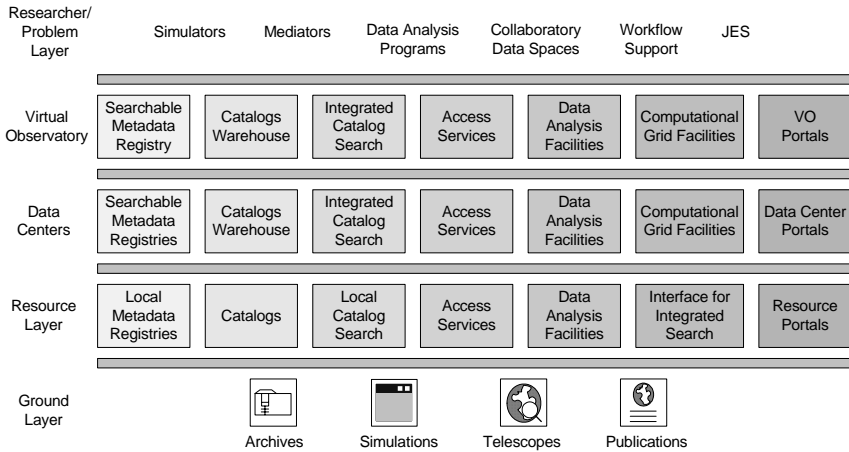 Researcher/
Problem
Layer
Simulators
Mediators
Data Analysis
Programs
Collaboratory
Data Spaces
Workflow
Support
JES
Virtual
Observatory
Searchable
Metadata
Registry
Catalogs
Warehouse
Integrated
Catalog
Search
Access
Services
Data
Analysis
Facilities
Computational
Grid Facilities
VO
Portals
Data
Centers
Searchable
Metadata
Registries
Catalogs
Warehouse
Integrated
Catalog
Search
Access
Services
Data
Analysis
Facilities
Computational
Grid Facilities
Data Center
Portals
Resource
Layer
Local
Metadata
Registries
Catalogs
Local
Catalog
Search
Access
Services
Data
Analysis
Facilities
Interface for
Integrated
Search
Resource
Portals
Ground
Layer
Archives
Simulations
Telescopes
Publications